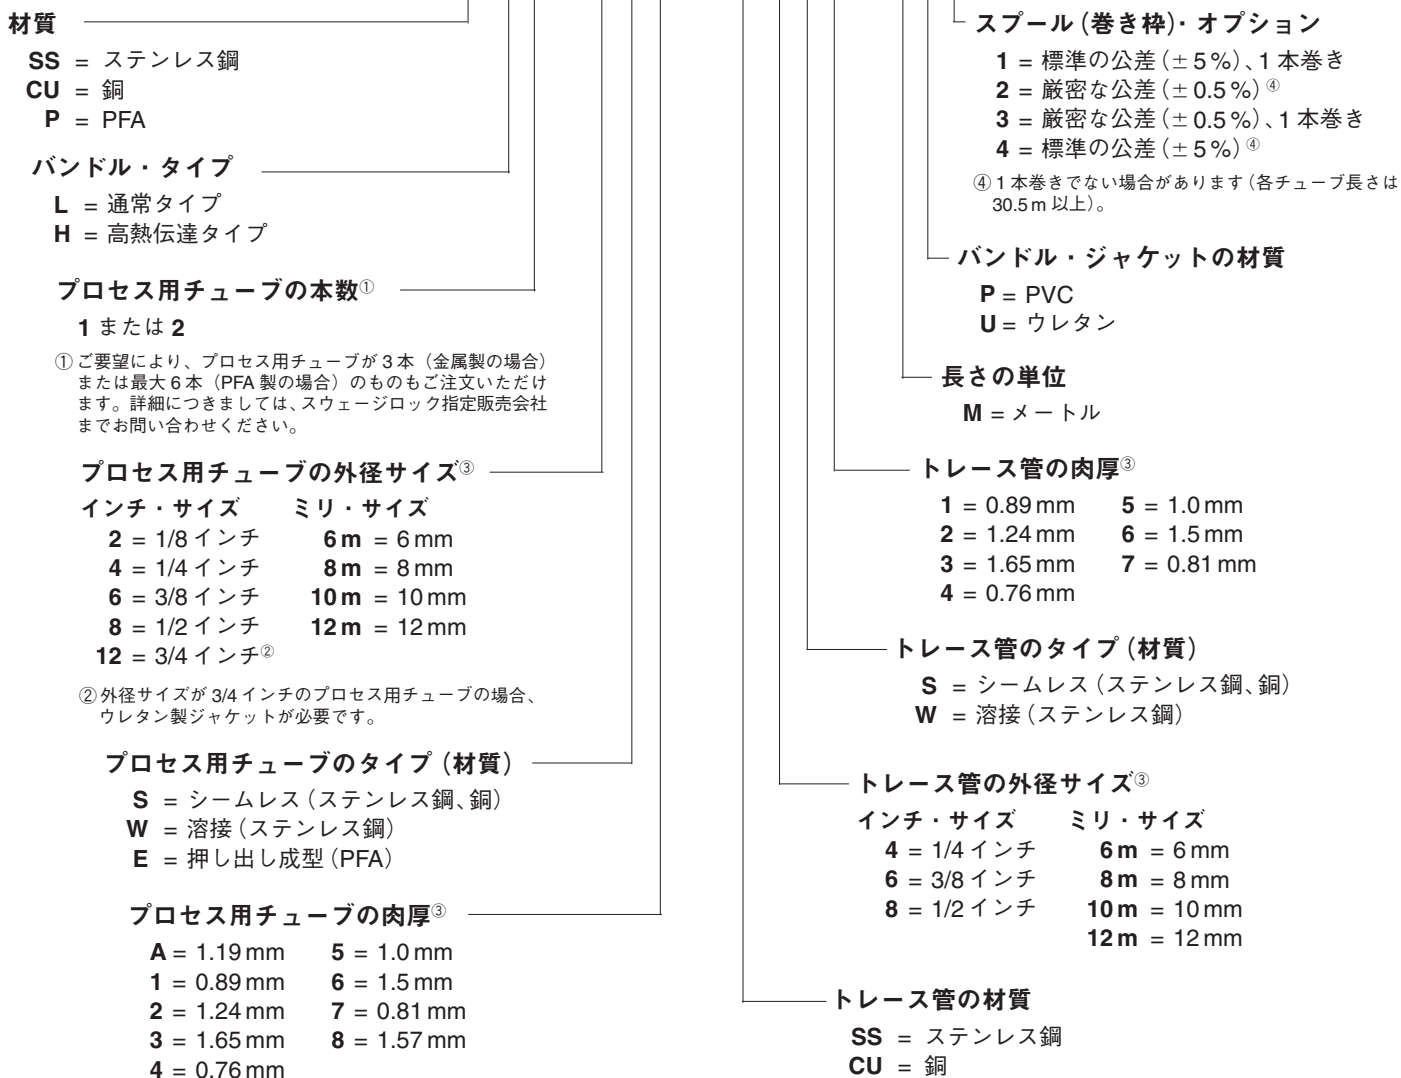 材質
SS = ステンレス鋼
CU = 銅
P = PFA
バンドル・タイプ
L = 通常タイプ
H = 高熱伝達タイプ
プロセス用チューブの本数①
1 または 2
① ご要望により、プロセス用チューブが 3 本（金属製の場合）
または最大 6 本（PFA 製の場合）のものもご注文いただけ
ます。詳細につきましては、スウェージロック指定販売会社
までお問い合わせください。
プロセス用チューブの外径サイズ③
インチ・サイズ ミリ・サイズ
2 = 1/8 インチ 6 m = 6 mm
4 = 1/4 インチ 8 m = 8 mm
6 = 3/8 インチ 10 m = 10 mm
8 = 1/2 インチ 12 m = 12 mm
12 = 3/4 インチ②
② 外径サイズが 3/4 インチのプロセス用チューブの場合、
ウレタン製ジャケットが必要です。
プロセス用チューブのタイプ（材質）
S = シームレス（ステンレス鋼、銅）
W = 溶接（ステンレス鋼）
E = 押し出し成型（PFA）
プロセス用チューブの肉厚③
A = 1.19 mm 5 = 1.0 mm
1 = 0.89 mm 6 = 1.5 mm
2 = 1.24 mm 7 = 0.81 mm
3 = 1.65 mm 8 = 1.57 mm
4 = 0.76 mm
スプール（巻き枠）・オプション
1 = 標準の公差（± 5 %）、1 本巻き
2 = 厳密な公差（± 0.5 %）④
3 = 厳密な公差（± 0.5 %）、1 本巻き
4 = 標準の公差（± 5 %）④
④ 1 本巻きでない場合があります（各チューブ長さは
30.5 m 以上）。
バンドル・ジャケットの材質
P = PVC
U = ウレタン
長さの単位
M = メートル
トレース管の肉厚③
1 = 0.89 mm 5 = 1.0 mm
2 = 1.24 mm 6 = 1.5 mm
3 = 1.65 mm 7 = 0.81 mm
4 = 0.76 mm
トレース管のタイプ（材質）
S = シームレス（ステンレス鋼、銅）
W = 溶接（ステンレス鋼）
トレース管の外径サイズ③
インチ・サイズ ミリ・サイズ
4 = 1/4 インチ 6 m = 6 mm
6 = 3/8 インチ 8 m = 8 mm
8 = 1/2 インチ 10 m = 10 mm
12 m = 12 mm
トレース管の材質
SS = ステンレス鋼
CU = 銅